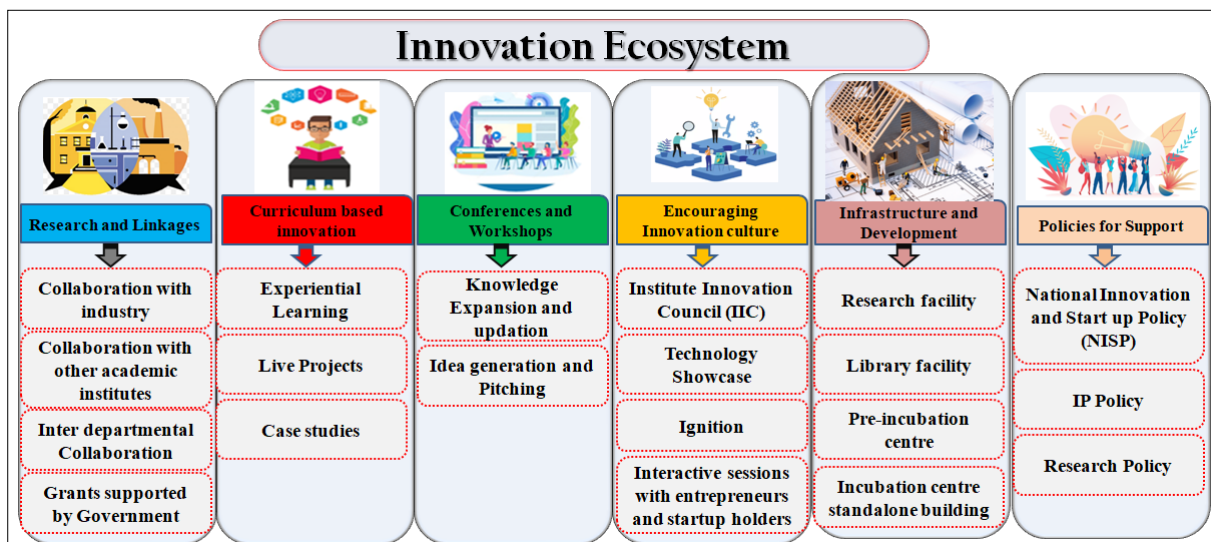 Innovation Ecosystem
Research and Linkages
Collaboration with
industry
Collaboration with
other academic
institutes
Inter departmental
Collaboration
Grants supported
by Government
Curriculum based
innovation
Experiential
Learning
Live Projects
Case studies
Conferences and
Workshops
Knowledge
Expansion and
updation
Idea generation and
Pitching
Encouraging
Innovation culture
Institute Innovation
Council (IIC)
Technology
Showcase
Ignition
Interactive sessions
with entrepreneurs
and startup holders
Infrastructure and
Development
Research facility
Library facility
Pre-incubation
centre
Incubation centre
standalone building
Policies for Support
National Innovation
and Start up Policy
(NISP)
IP Policy
Research Policy